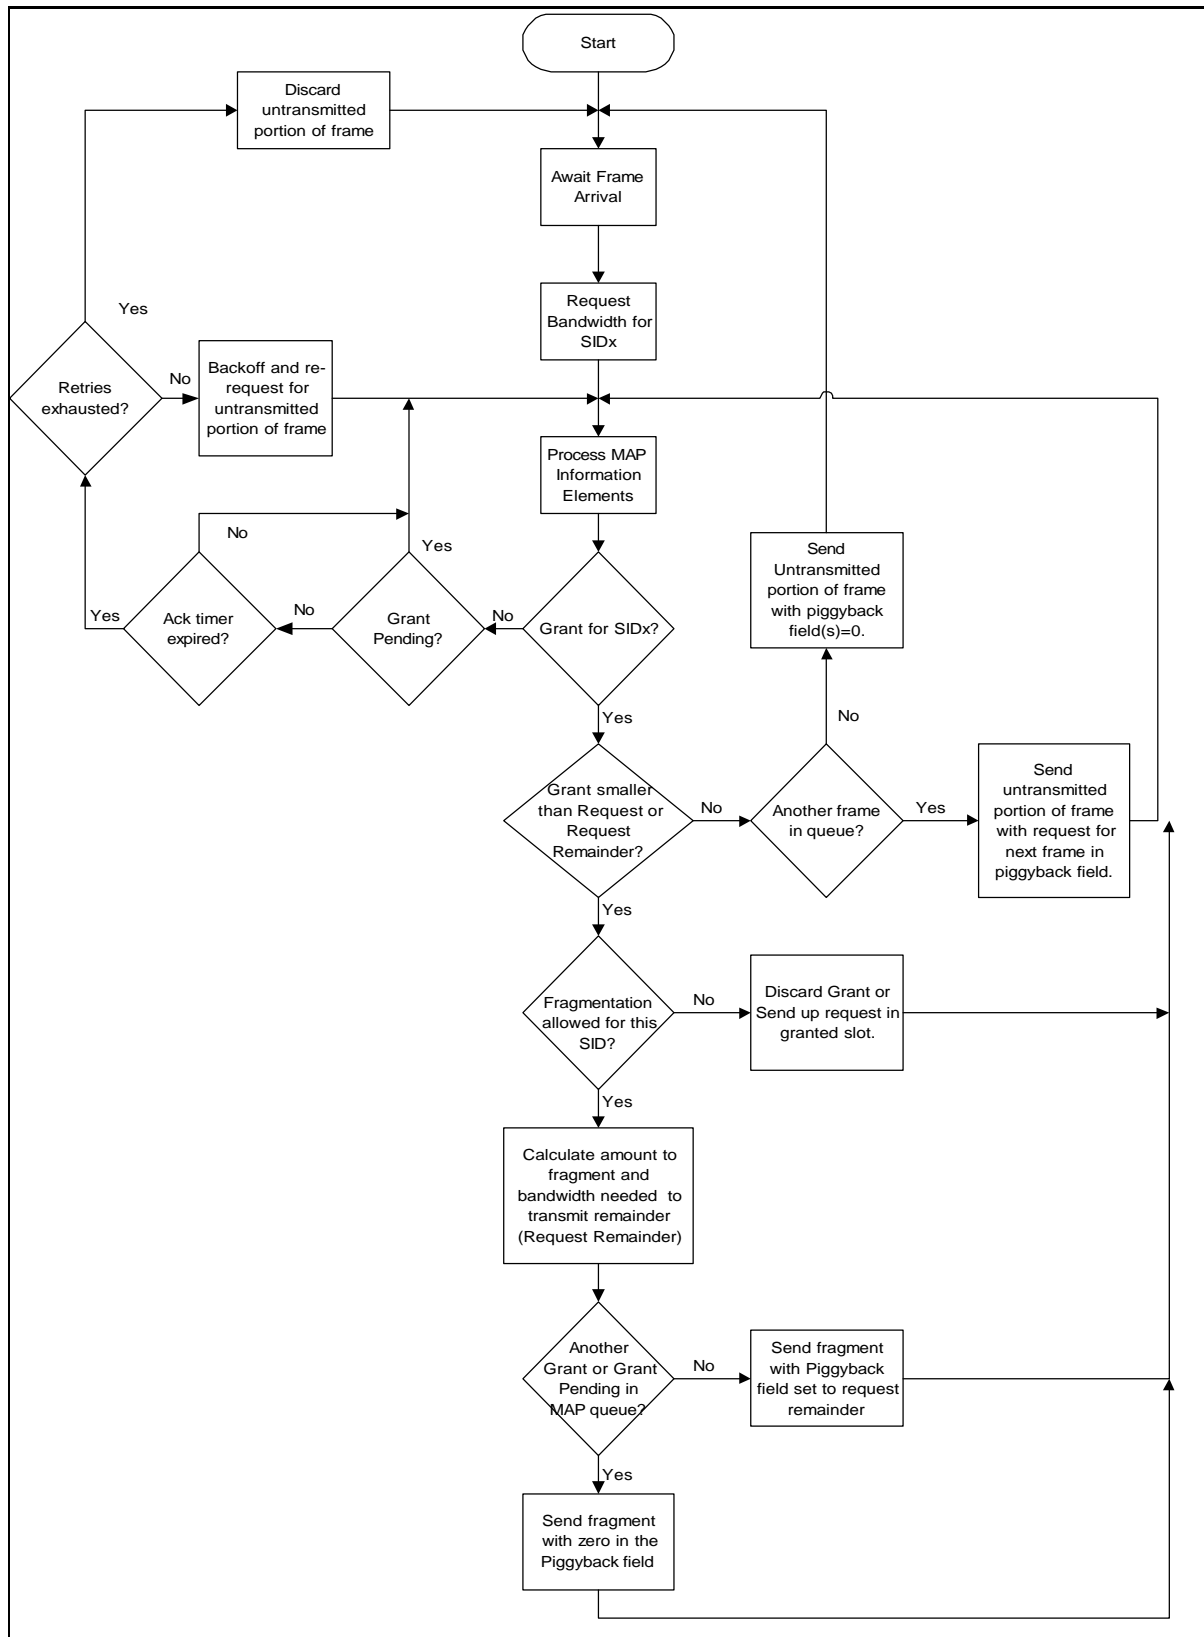 Start
Discard
untransmitted
portion of frame
Await Frame
Arrival
Request
Bandwidth for
SIDx
Yes
Retries
exhausted?
No
Backoff and re-
request for
untransmitted
portion of frame
Process MAP
Information
Elements
No
Yes
Send
Untransmitted
portion of frame
with piggyback
field(s)=0.
Yes
Ack timer
expired?
No
Grant
Pending?
No
Grant for SIDx?
Yes
No
Grant smaller
than Request or
Request
Remainder?
No
Another frame
in queue?
Yes
Send
untransmitted
portion of frame
with request for
next frame in
piggyback field.
Yes
Fragmentation
allowed for this
SID?
No
Discard Grant or
Send up request in
granted slot.
Yes
Calculate amount to
fragment and
bandwidth needed to
transmit remainder
(Request Remainder)
Another
Grant or Grant
Pending in
MAP queue?
No
Send fragment
with Piggyback
field set to request
remainder
Yes
Send fragment
with zero in the
Piggyback field